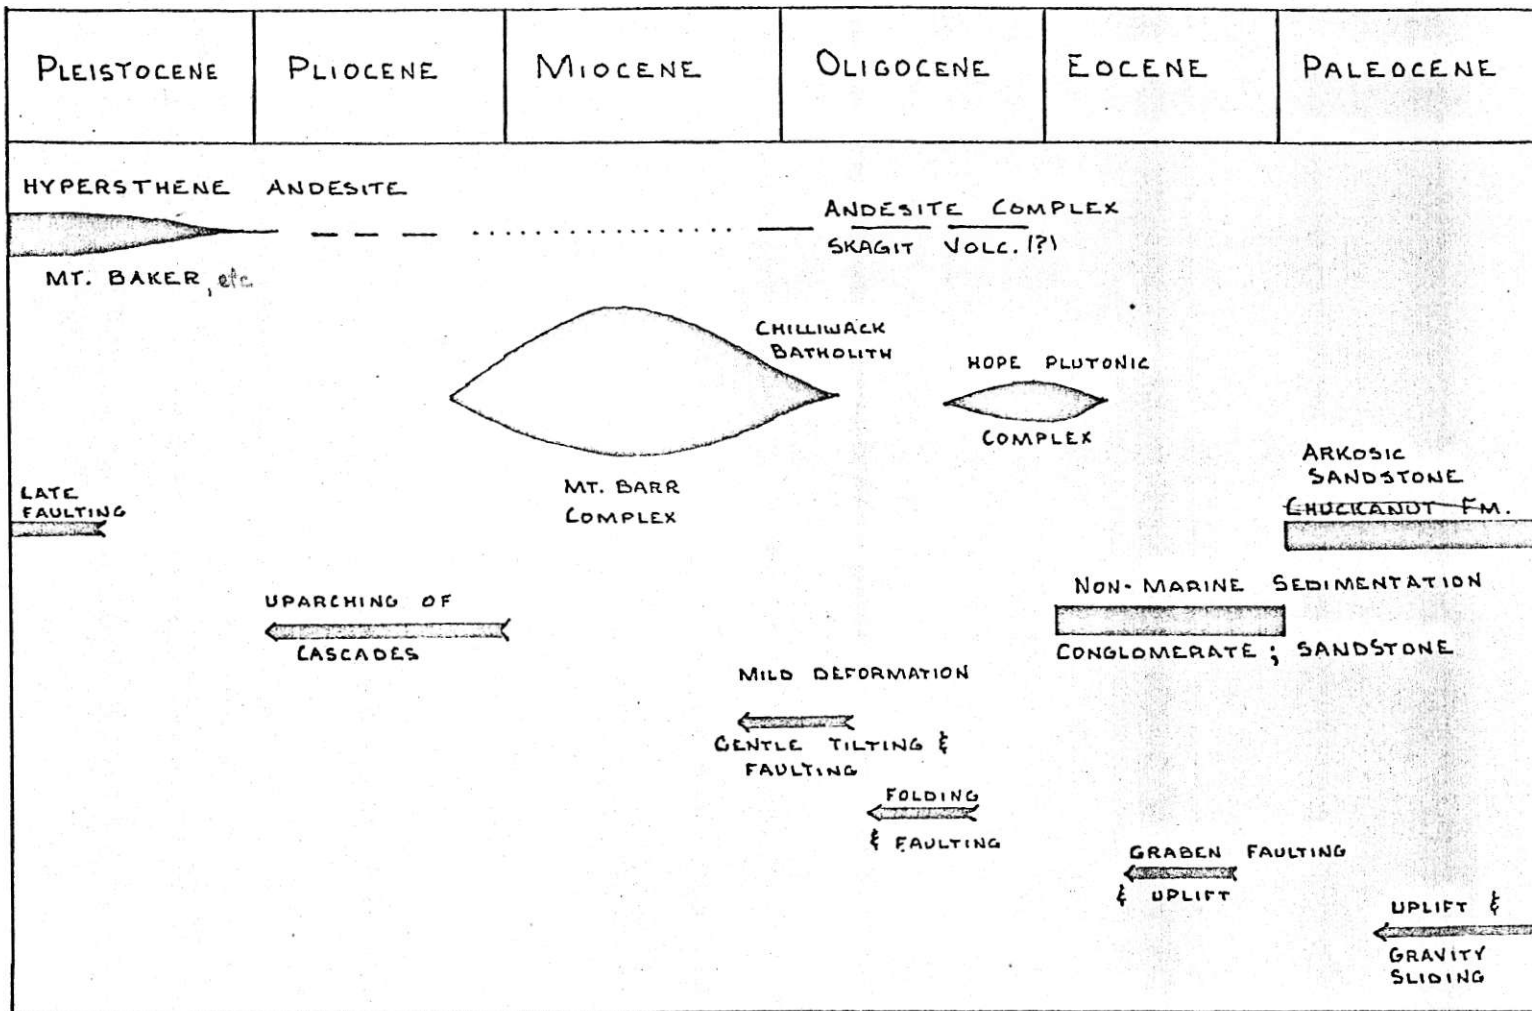 PLEISTOCENE PLIOCENE MIOCENE OLIGOCENE EOCENE PALEOCENE
HYPERSTHENE ANDESITE
MT. BAKER, etc
ANDESITE COMPLEX
SKAGIT VOLC. (?)
CHILLIWACK
BATHOLITH
MT. BARR
COMPLEX
HOPE PLUTONIC
COMPLEX
ARKOSIC
SANDSTONE
CHUCKANUT FM.
LATE
FAULTING
NON-MARINE SEDIMENTATION
CONGLOMERATE ; SANDSTONE
UPARCHING OF
CASCADES
MILD DEFORMATION
GENTLE TILTING &
FAULTING
FOLDING
& FAULTING
GRABEN FAULTING
& UPLIFT
UPLIFT &
GRAVITY
SLIDING